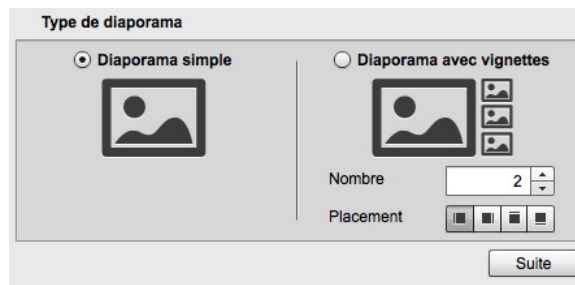 Type de diaporama
Diaporama simple
Diaporama avec vignettes
Nombre 2
Placement
Suite